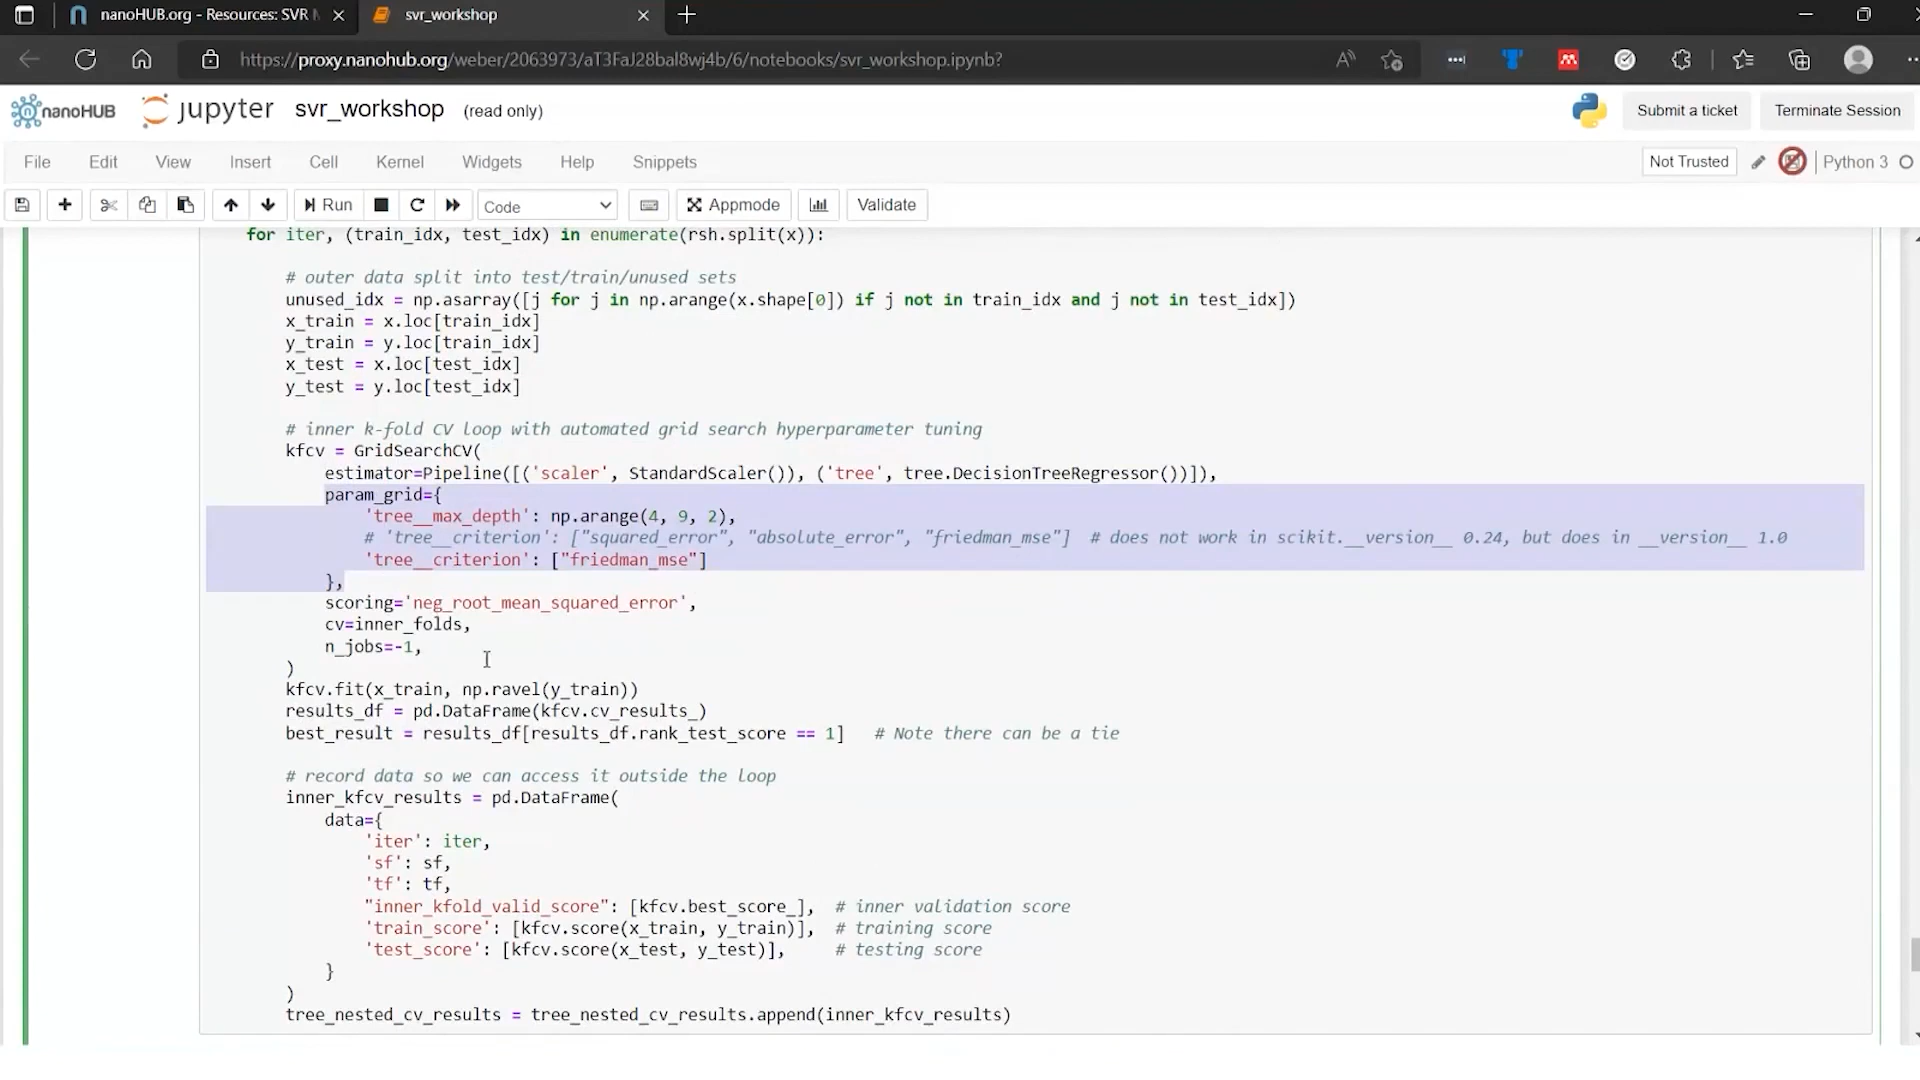 nanoHUB.org - Resources: SVR
svr_workshop
https://proxy.nanohub.org/weber/2063973/aT3FaJ28bal8wj4b/6/notebooks/svr_workshop.ipynb?
nanoHUB jupyter svr_workshop (read only)
Submit a ticket Terminate Session
File Edit View Insert Cell Kernel Widgets Help Snippets
Not Trusted Python 3
Run Code Appmode Validate
for iter, (train_idx, test_idx) in enumerate(rsh.split(x)):
# outer data split into test/train/unused sets
unused_idx = np.asarray([j for j in np.arange(x.shape[0]) if j not in train_idx and j not in test_idx])
x_train = x.loc[train_idx]
y_train = y.loc[train_idx]
x_test = x.loc[test_idx]
y_test = y.loc[test_idx]
# inner k-fold CV loop with automated grid search hyperparameter tuning
kfcv = GridSearchCV(
estimator=Pipeline([('scaler', StandardScaler()), ('tree', tree.DecisionTreeRegressor())]),
param_grid={
'tree__max_depth': np.arange(4, 9, 2),
# 'tree__criterion': ["squared_error", "absolute_error", "friedman_mse"]  # does not work in scikit.__version__ 0.24, but does in __version__ 1.0
'tree__criterion': ["friedman_mse"]
},
scoring='neg_root_mean_squared_error',
cv=inner_folds,
n_jobs=-1,
)
kfcv.fit(x_train, np.ravel(y_train))
results_df = pd.DataFrame(kfcv.cv_results_)
best_result = results_df[results_df.rank_test_score == 1]   # Note there can be a tie
# record data so we can access it outside the loop
inner_kfcv_results = pd.DataFrame(
data={
'iter': iter,
'sf': sf,
'tf': tf,
"inner_kfold_valid_score": [kfcv.best_score_],  # inner validation score
'train_score': [kfcv.score(x_train, y_train)],  # training score
'test_score': [kfcv.score(x_test, y_test)],     # testing score
}
)
tree_nested_cv_results = tree_nested_cv_results.append(inner_kfcv_results)